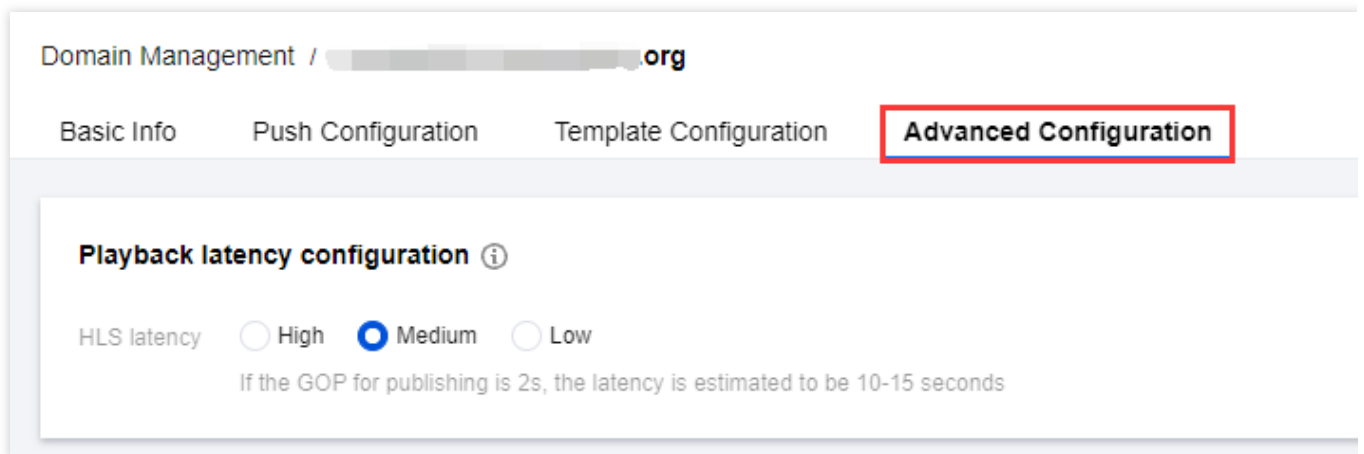 Domain Management / .org
Basic Info Push Configuration Template Configuration Advanced Configuration
Playback latency configuration
HLS latency High Medium Low
If the GOP for publishing is 2s, the latency is estimated to be 10-15 seconds